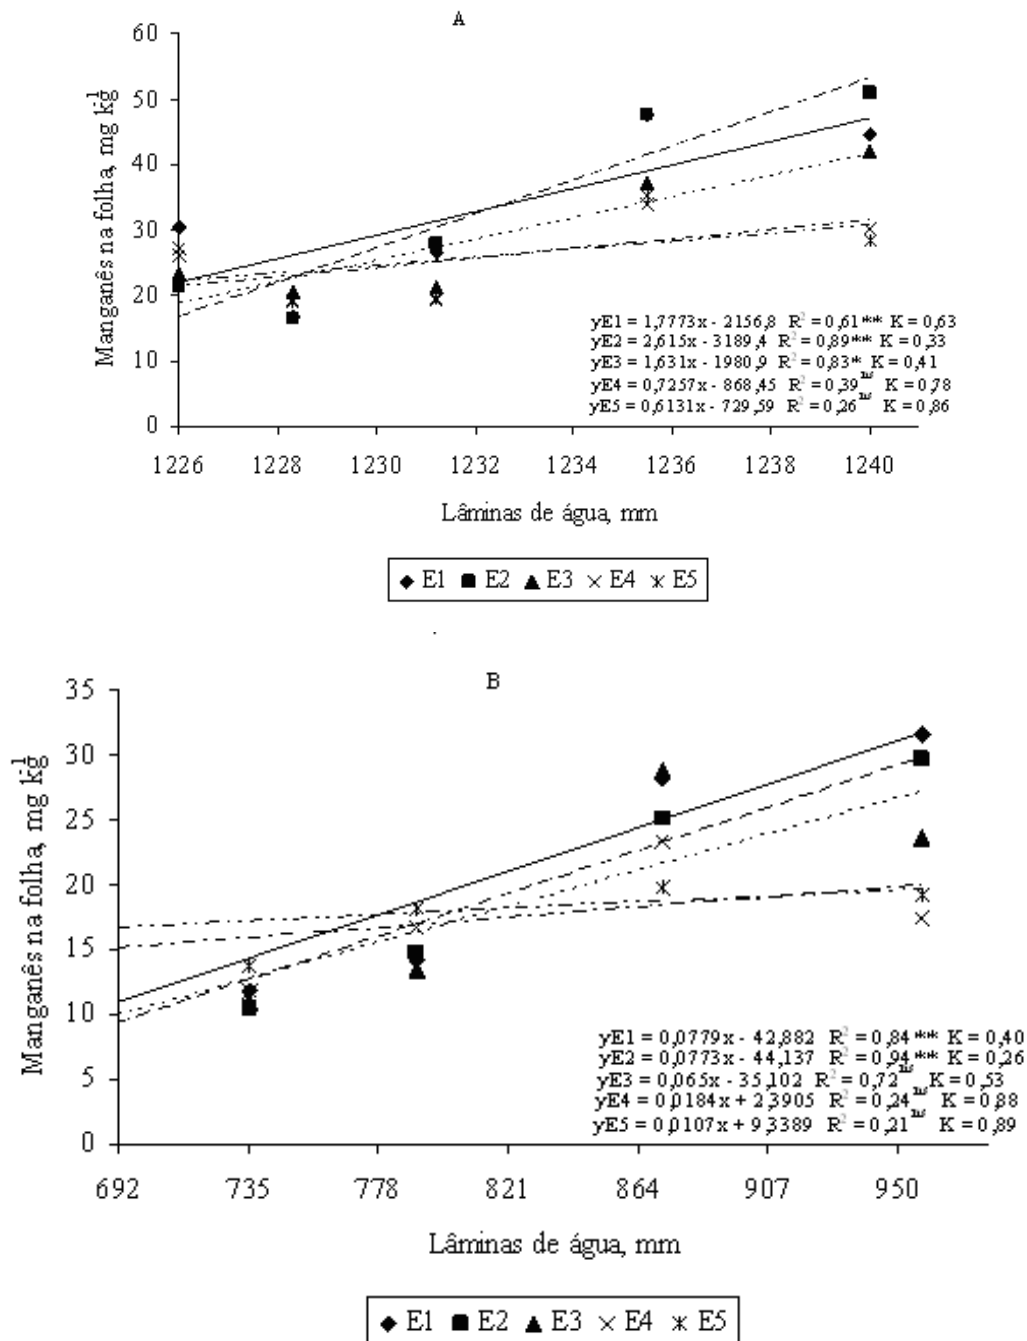 A
Manganês na folha, mg kg-1
60
50
40
30
20
10
0
yE1 = 1,7773x - 2156,8 R2 = 0,61** K = 0,63
yE2 = 2,615x - 3189,4 R2 = 0,89** K = 0,33
yE3 = 1,631x - 1980,9 R2 = 0,83* K = 0,41
yE4 = 0,7257x - 868,45 R2 = 0,39ns K = 0,78
yE5 = 0,6131x - 729,59 R2 = 0,26ns K = 0,86
1226 1228 1230 1232 1234 1236 1238 1240
Lâminas de água, mm
E1 E2 E3 E4 E5
B
Manganês na folha, mg kg-1
35
30
25
20
15
10
5
0
yE1 = 0,0779x - 42,882 R2 = 0,84** K = 0,40
yE2 = 0,0773x - 44,137 R2 = 0,94** K = 0,26
yE3 = 0,065x - 35,102 R2 = 0,72ns K = 0,53
yE4 = 0,0184x + 2,3905 R2 = 0,24ns K = 0,88
yE5 = 0,0107x + 9,3389 R2 = 0,21ns K = 0,89
692 735 778 821 864 907 950
Lâminas de água, mm
E1 E2 E3 E4 E5